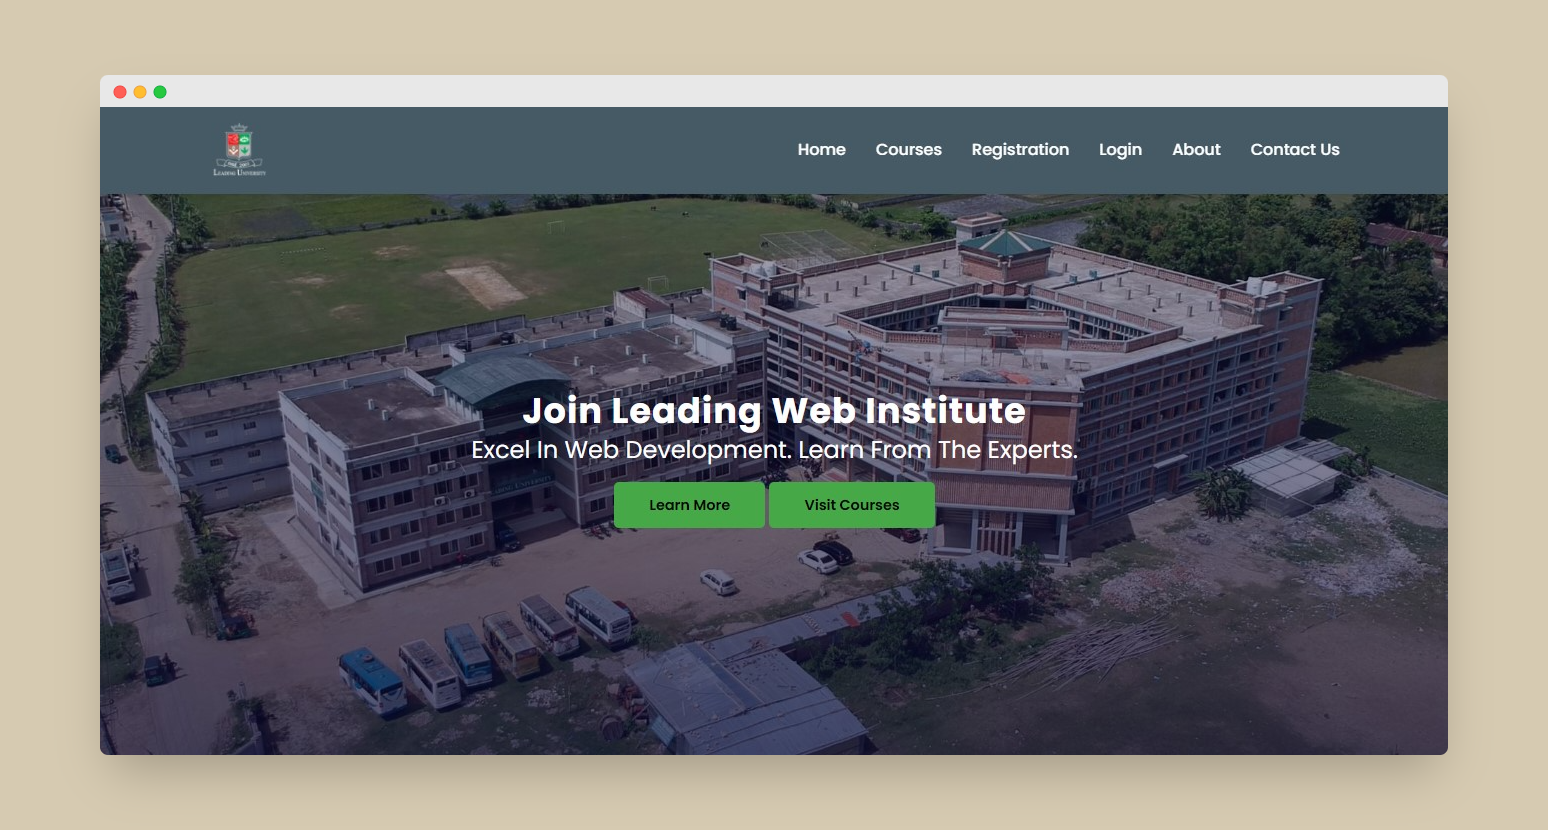 Leading University
Home Courses Registration Login About Contact Us
Join Leading Web Institute
Excel In Web Development. Learn From The Experts.
Learn More Visit Courses